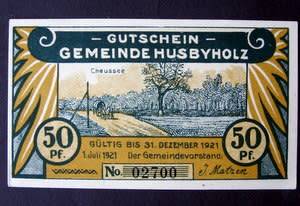 GUTSCHEIN
GEMEINDE HUSBYHOLZ
Chaussee
50 Pf.
50 Pf.
GÜLTIG BIS 31. DEZEMBER 1921
1. Juli 1921 Der Gemeindevorstand:
No. 02700 J. Matzen